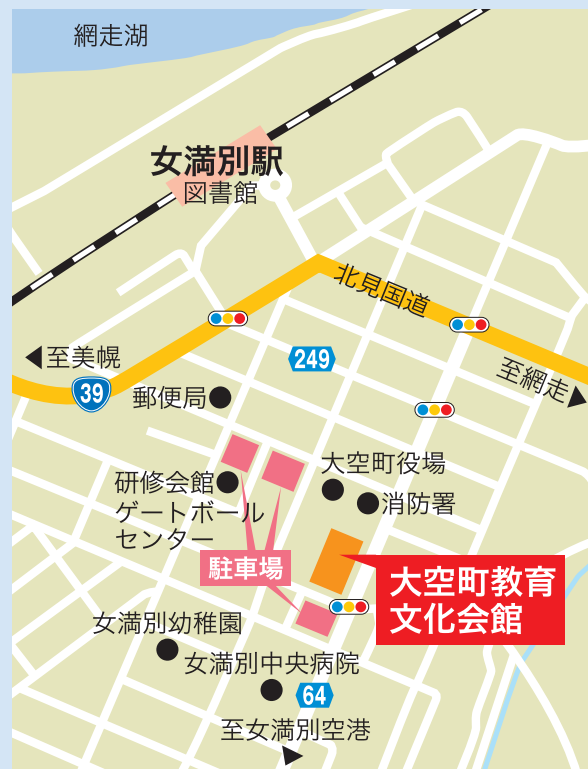 網走湖
女満別駅
図書館
北見国道
249
至美幌
39
至網走
郵便局
大空町役場
研修会館
ゲートボール
センター
消防署
駐車場
大空町教育
文化会館
女満別幼稚園
女満別中央病院
64
至女満別空港